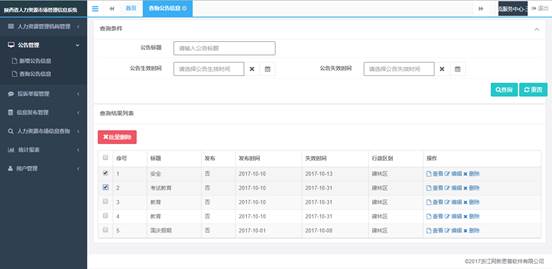 陕西省人力资源市场管理信息系统
首页
查询公告信息
退出
人力资源管理机构管理
公告管理
新增公告信息
查询公告信息
投诉举报管理
信息发布管理
人力资源市场信息查询
统计报表
用户管理
查询条件
公告标题
请输入公告标题
公告生效时间
请选择公告生效时间
公告失效时间
请选择公告失效时间
查询
重置
查询结果列表
批量删除
序号 标题 发布 发布时间 失效时间 行政区划 操作
1 安全 否 2017-10-10 2017-10-13 碑林区 查看 编辑 删除
2 考试教育 否 2017-10-10 2017-10-31 碑林区 查看 编辑 删除
3 教育 否 2017-10-10 2017-10-31 碑林区 查看 编辑 删除
4 教育 否 2017-10-10 2017-10-31 碑林区 查看 编辑 删除
5 国庆假期 否 2017-10-01 2017-10-08 碑林区 查看 编辑 删除
©2017浙江网新恩普软件有限公司